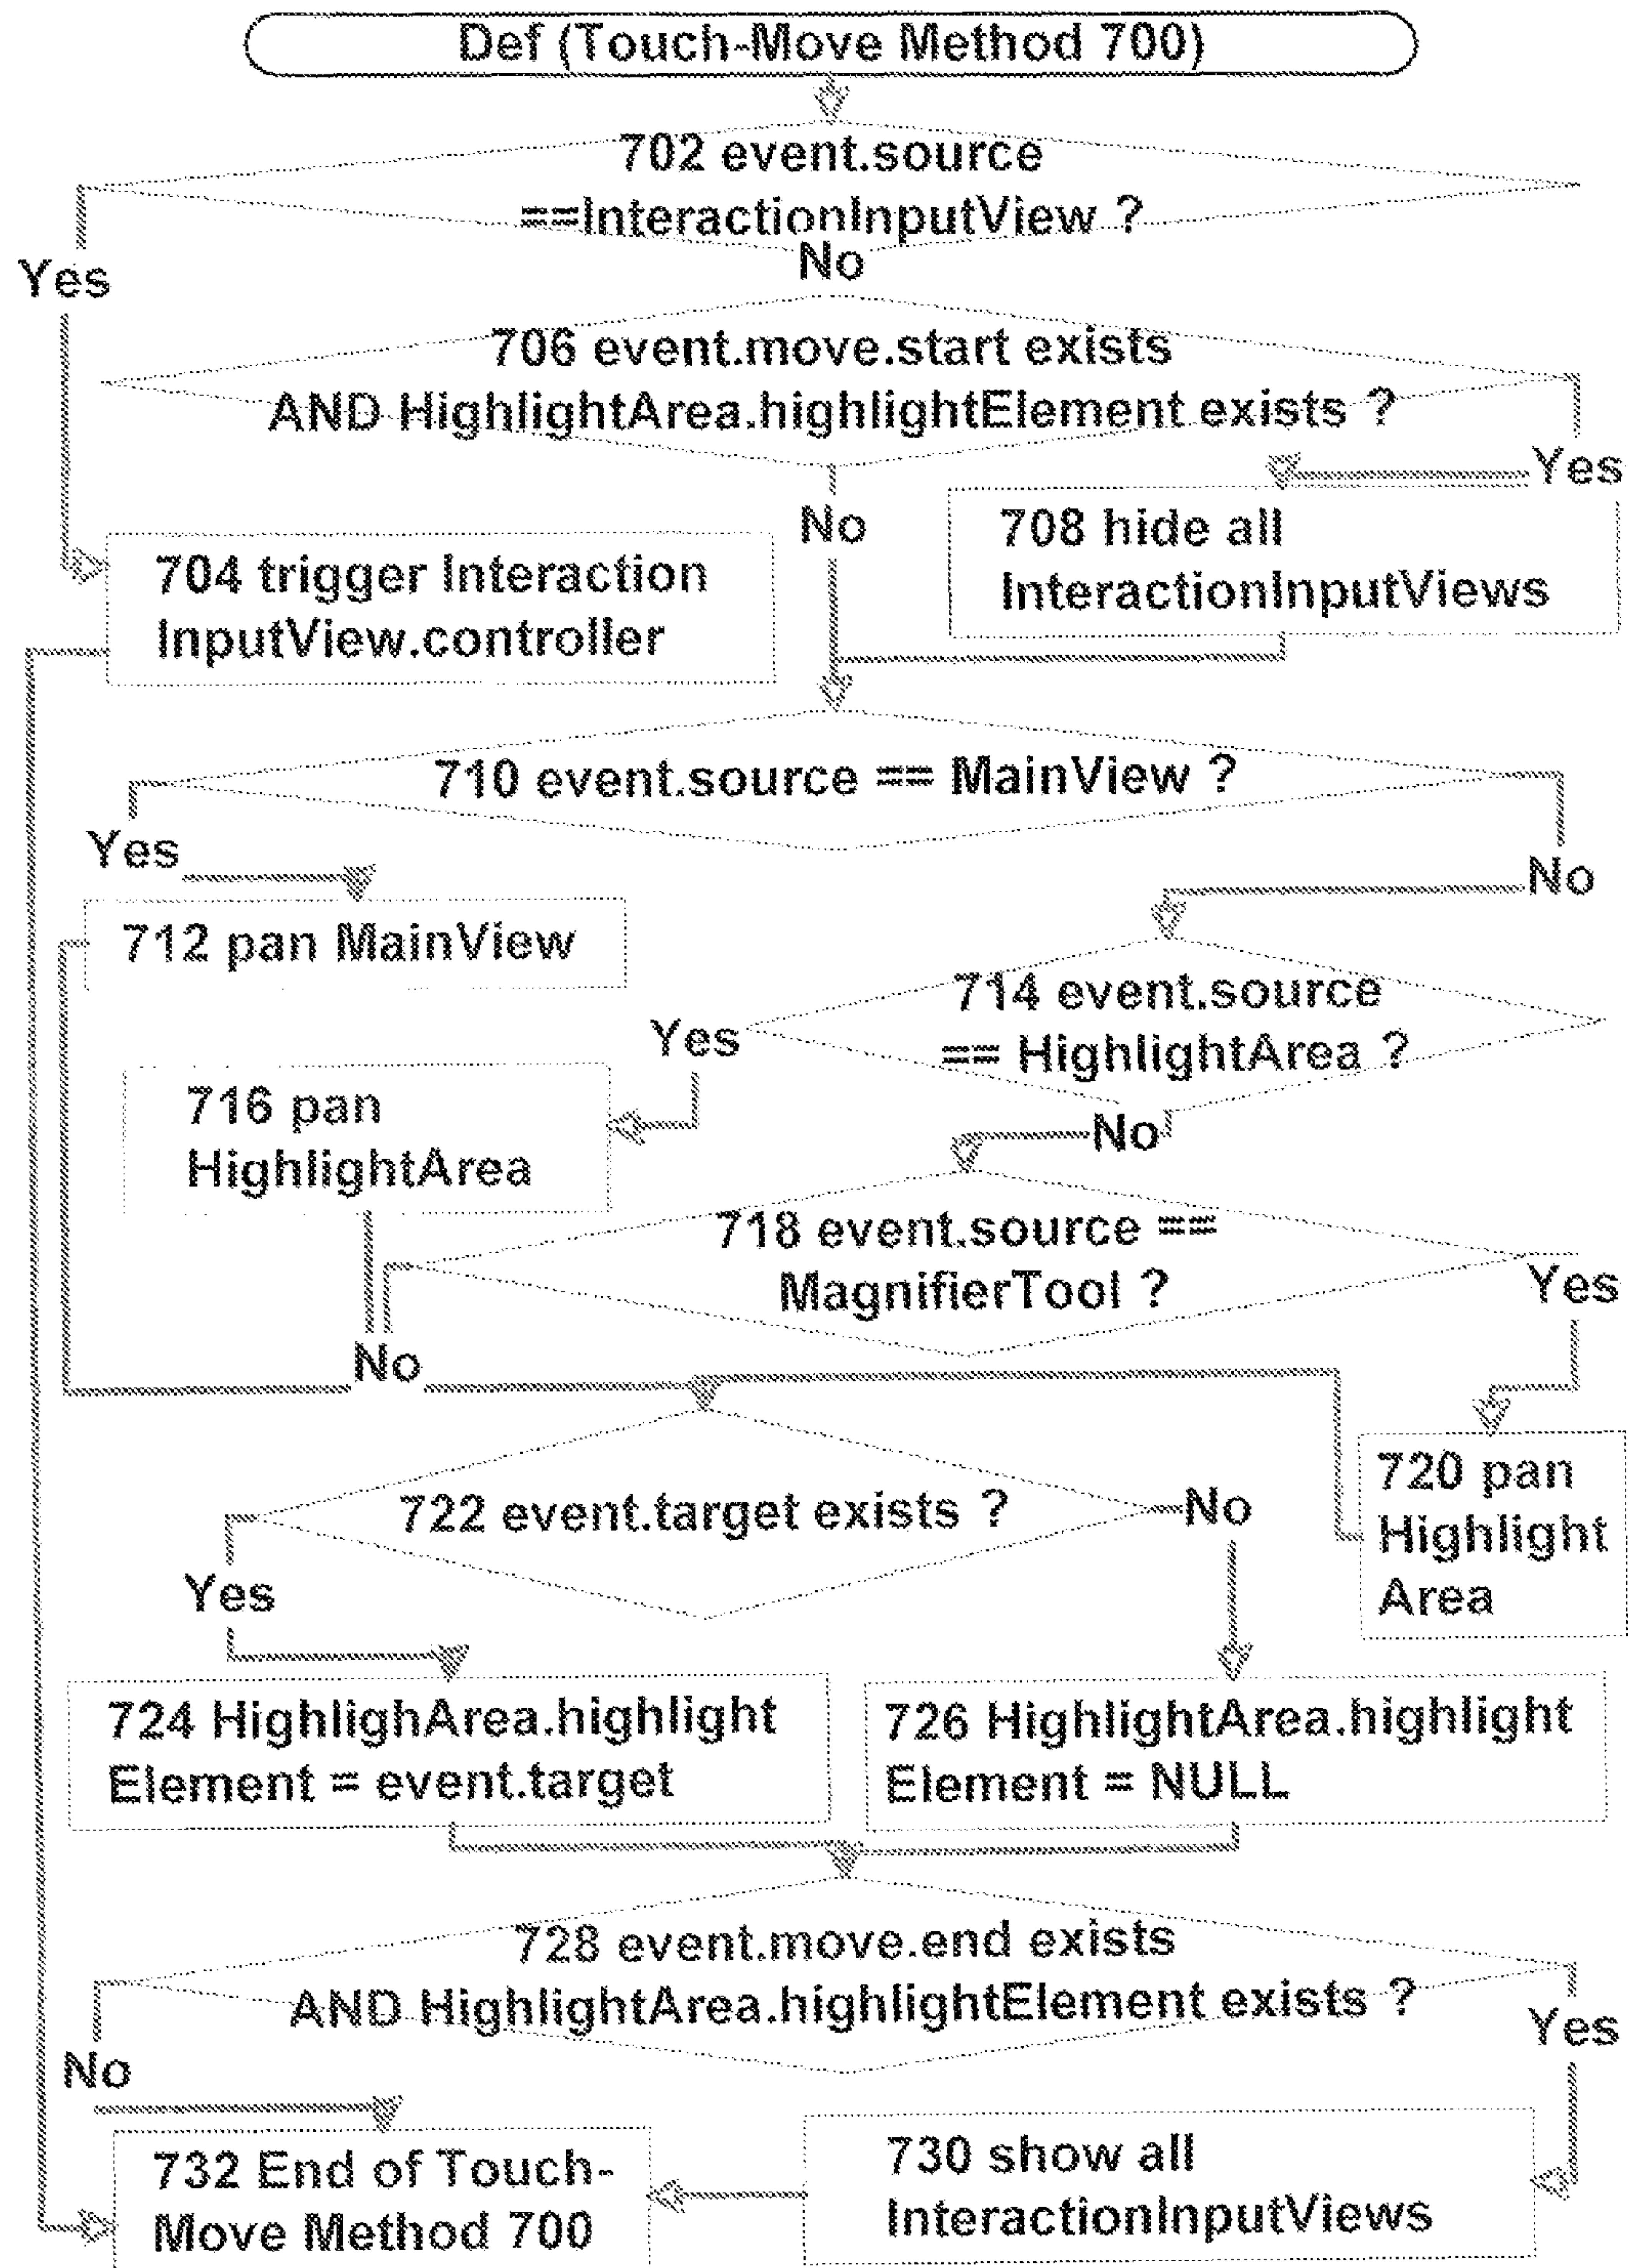 Def (Touch-Move Method 700)
702 event.source
==InteractionInputView ?
Yes
No
706 event.move.start exists
AND HighlightArea.highlightElement exists ?
Yes
No
708 hide all
InteractionInputViews
704 trigger Interaction
InputView.controller
710 event.source == MainView ?
Yes
No
712 pan MainView
714 event.source
== HighlightArea ?
Yes
716 pan
HighlightArea
No
718 event.source ==
MagnifierTool ?
Yes
No
720 pan
Highlight
Area
722 event.target exists ?
No
Yes
724 HighlighArea.highlight
Element = event.target
726 HighlightArea.highlight
Element = NULL
728 event.move.end exists
AND HighlightArea.highlightElement exists ?
Yes
No
732 End of Touch-
Move Method 700
730 show all
InteractionInputViews